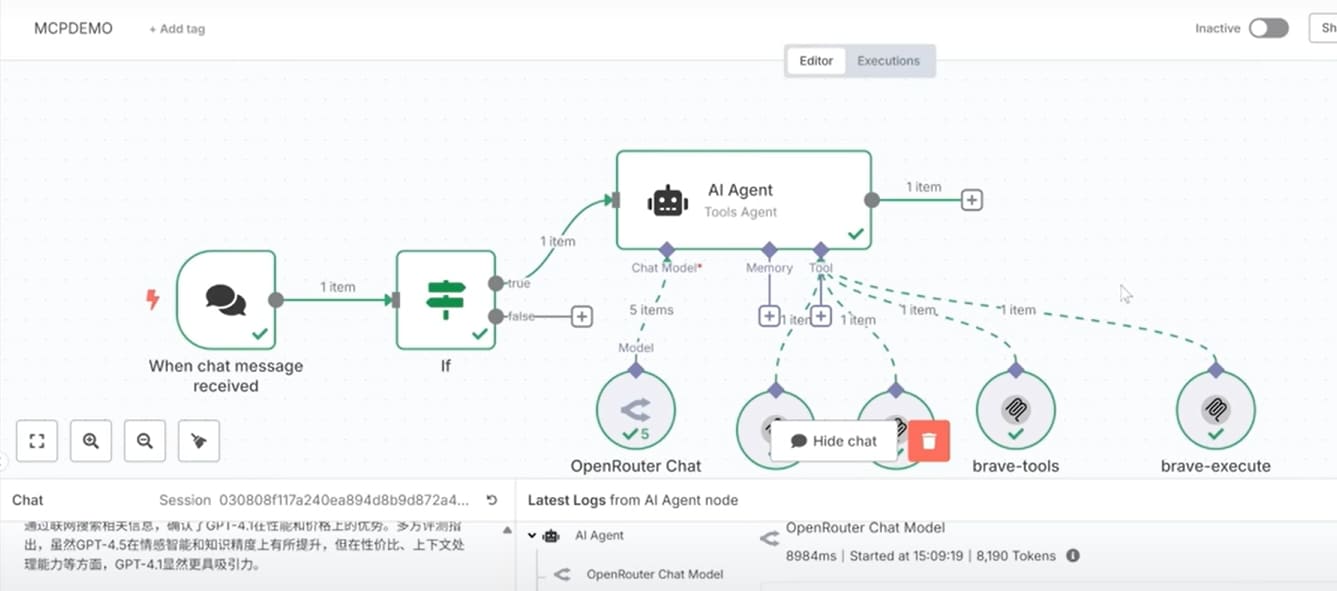 MCPDEMO
+ Add tag
Inactive
Sh
Editor
Executions
AI Agent
Tools Agent
1 item
1 item
true
false
1 item
Chat Model*
Memory
Tool
5 items
1 item
1 item
1 item
1 item
Model
When chat message
received
If
5
Hide chat
OpenRouter Chat
brave-tools
brave-execute
Chat
Session 030808f117a240ea894d8b9d872a4...
Latest Logs from AI Agent node
通过联网搜索相关信息，确认了GPT-4.1在性能和价格上的优势。多方评测指
出，虽然GPT-4.5在情感智能和知识精度上有所提升，但在性价比、上下文处
理能力等方面，GPT-4.1显然更具吸引力。
AI Agent
OpenRouter Chat Model
OpenRouter Chat Model
8984ms | Started at 15:09:19 | 8,190 Tokens